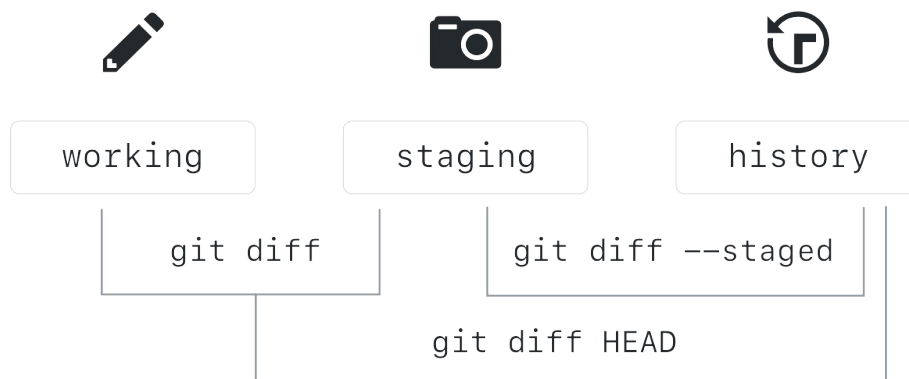 working
staging
history
git diff
git diff --staged
git diff HEAD